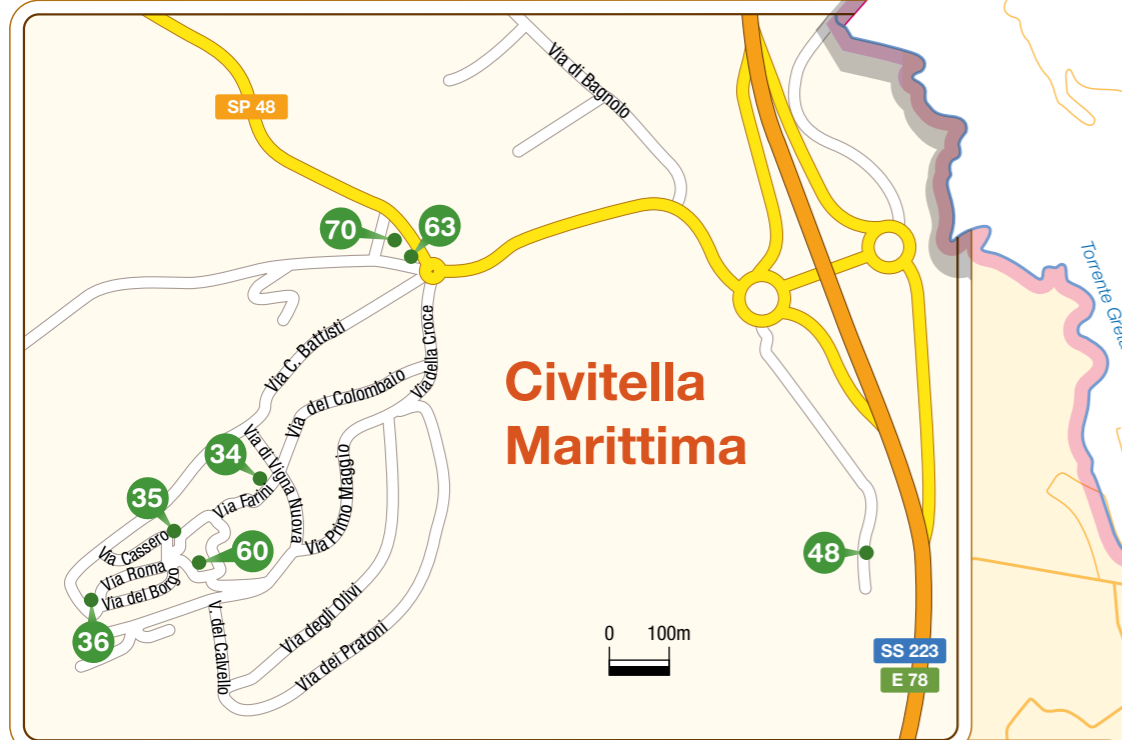 Via di Bagnolo
SP 48
70
63
Torrente Greto
Via della Croce
Via C. Battisti
Civitella
Marittima
Via del Colombaio
34
Via di Vigna Nuova
Via Primo Maggio
35
Via Farini
Via Cassero
60
48
Via Roma
Via del Borgo
36
V. del Calvello
Via degli Olivi
Via dei Pratoni
0 100m
SS 223
E 78